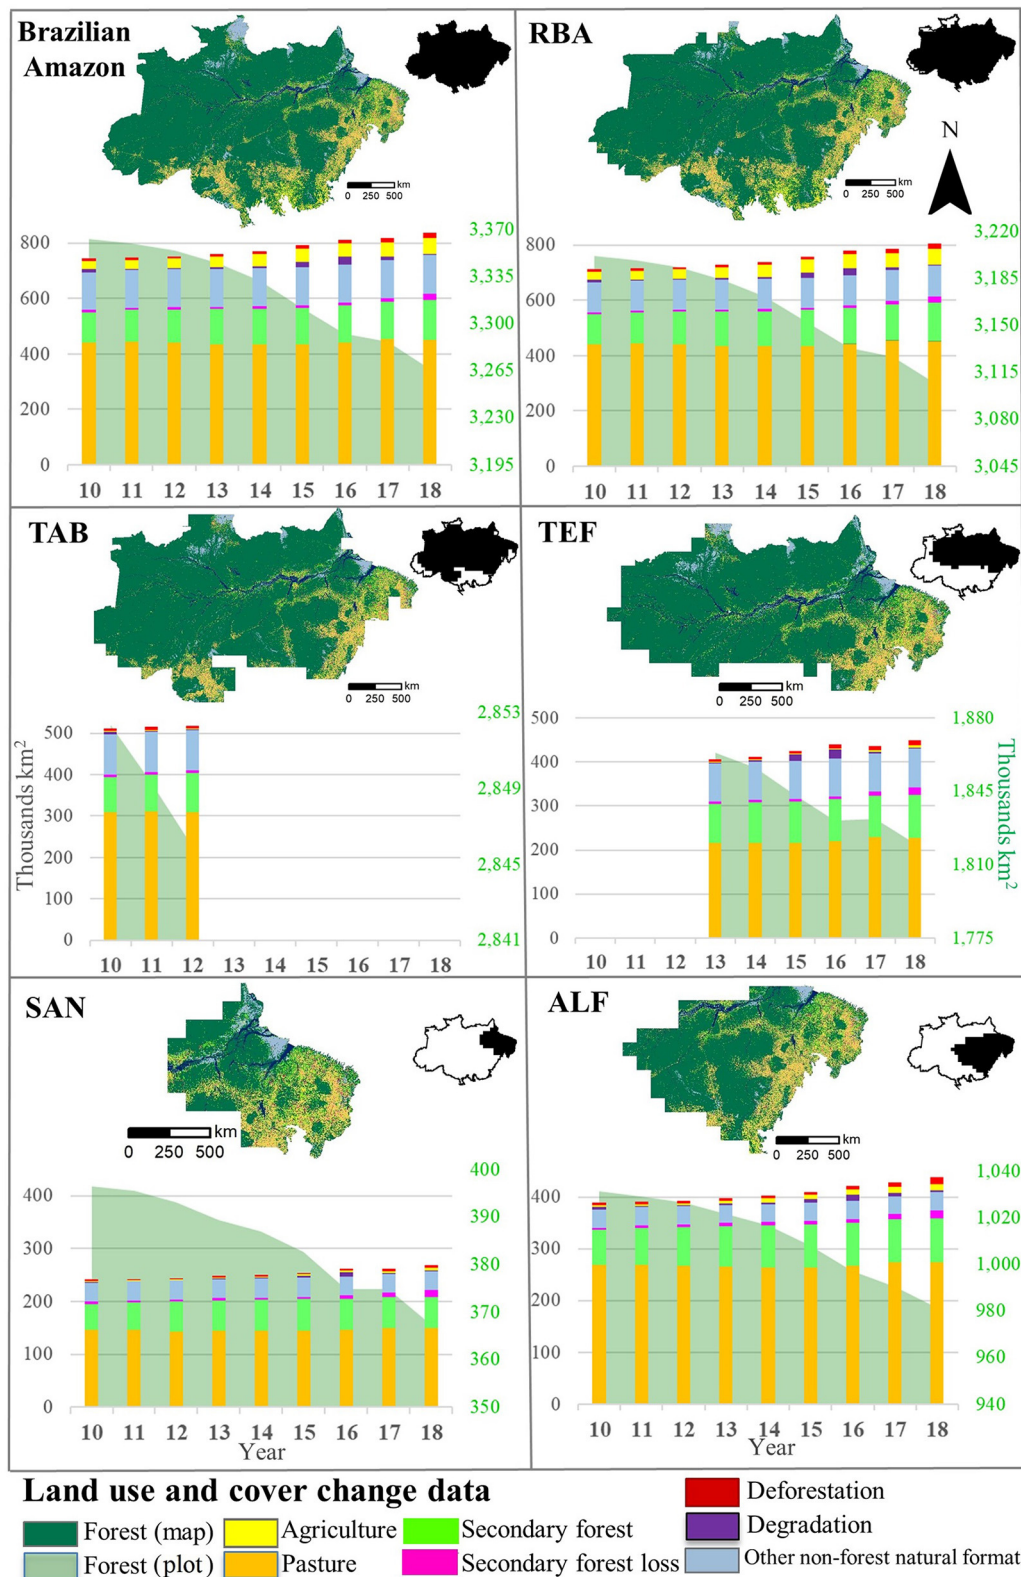 Brazilian
Amazon
km
0 250 500
800
600
400
200
0
3,370
3,335
3,300
3,265
3,230
3,195
10 11 12 13 14 15 16 17 18
RBA
N
km
0 250 500
800
600
400
200
0
3,220
3,185
3,150
3,115
3,080
3,045
10 11 12 13 14 15 16 17 18
TAB
km
0 250 500
Thousands km²
500
400
300
200
100
0
2,853
2,849
2,845
2,841
10 11 12 13 14 15 16 17 18
TEF
km
0 250 500
500
400
300
200
100
0
1,880
1,845
1,810
1,775
Thousands km²
10 11 12 13 14 15 16 17 18
SAN
km
0 250 500
400
300
200
100
0
400
390
380
370
360
350
10 11 12 13 14 15 16 17 18
Year
ALF
km
0 250 500
400
300
200
100
0
1,040
1,020
1,000
980
960
940
10 11 12 13 14 15 16 17 18
Year
Land use and cover change data
Forest (map)
Forest (plot)
Agriculture
Pasture
Secondary forest
Secondary forest loss
Deforestation
Degradation
Other non-forest natural format